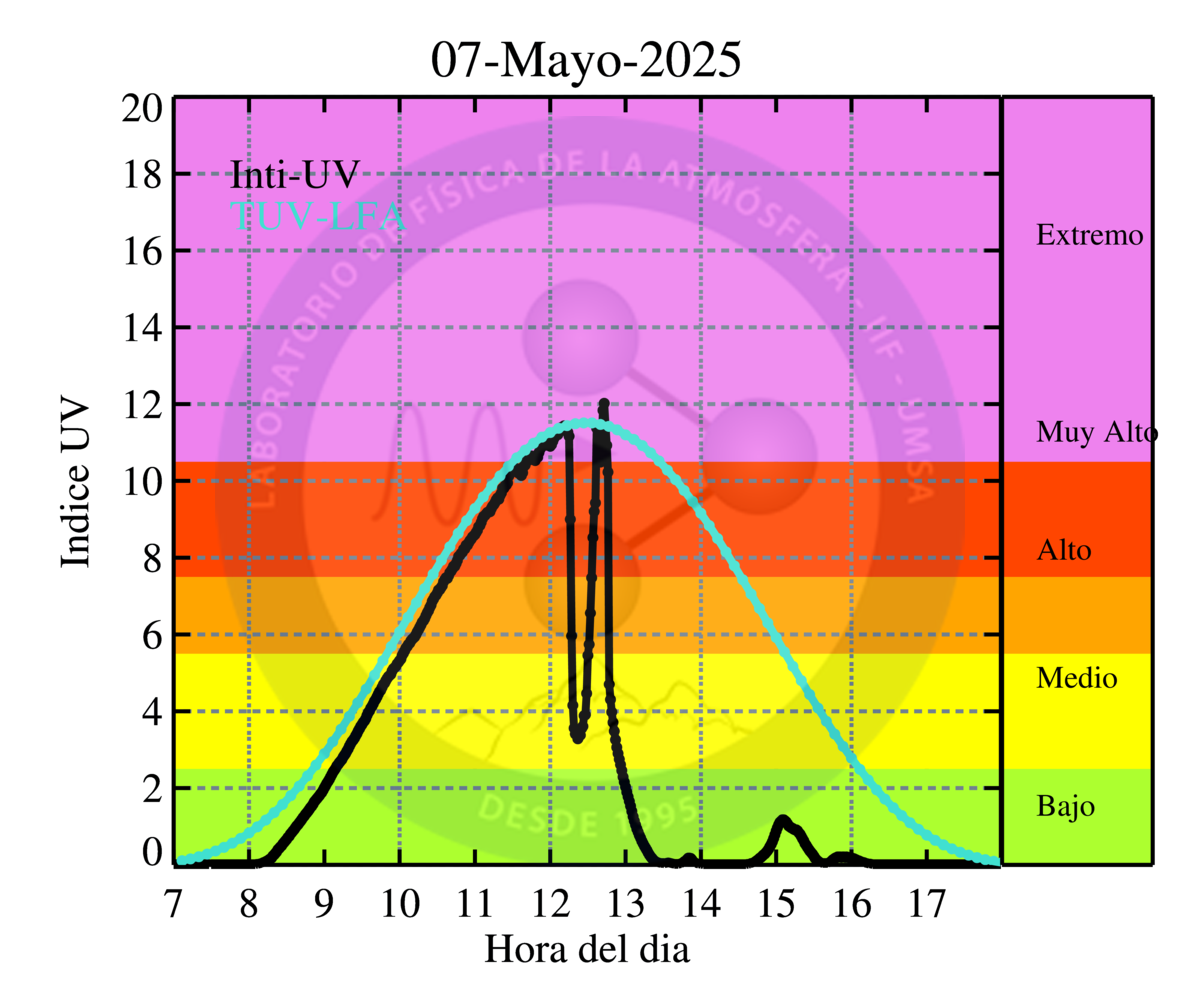 07-Mayo-2025
Inti-UV
TUV-LFA
LABORATORIO DE FÍSICA DE LA ATMÓSFERA - IIF - UMSA
DESDE 1995
Indice UV
20
18
16
14
12
10
8
6
4
2
0
Extremo
Muy Alto
Alto
Medio
Bajo
7 8 9 10 11 12 13 14 15 16 17
Hora del dia